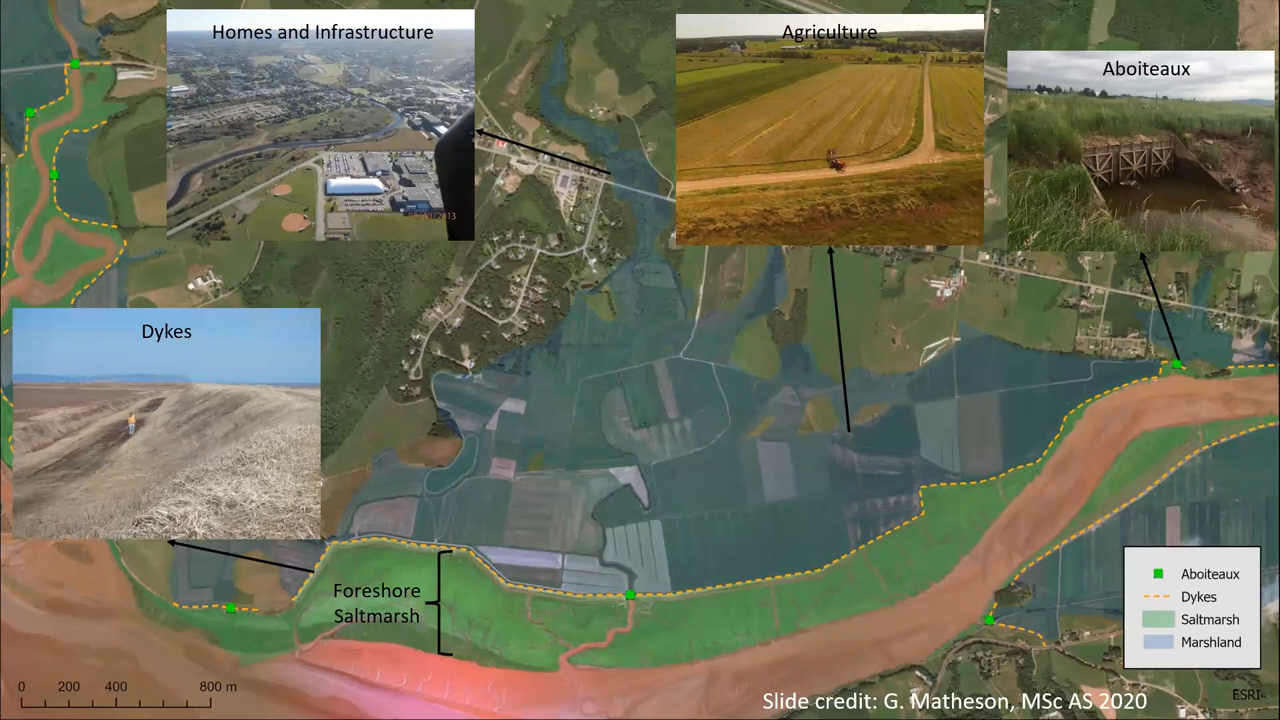 Homes and Infrastructure
Agriculture
Aboiteaux
Dykes
Foreshore
Saltmarsh
Aboiteaux
Dykes
Saltmarsh
Marshland
0 200 400 800 m
Slide credit: G. Matheson, MSc AS 2020
ESRI